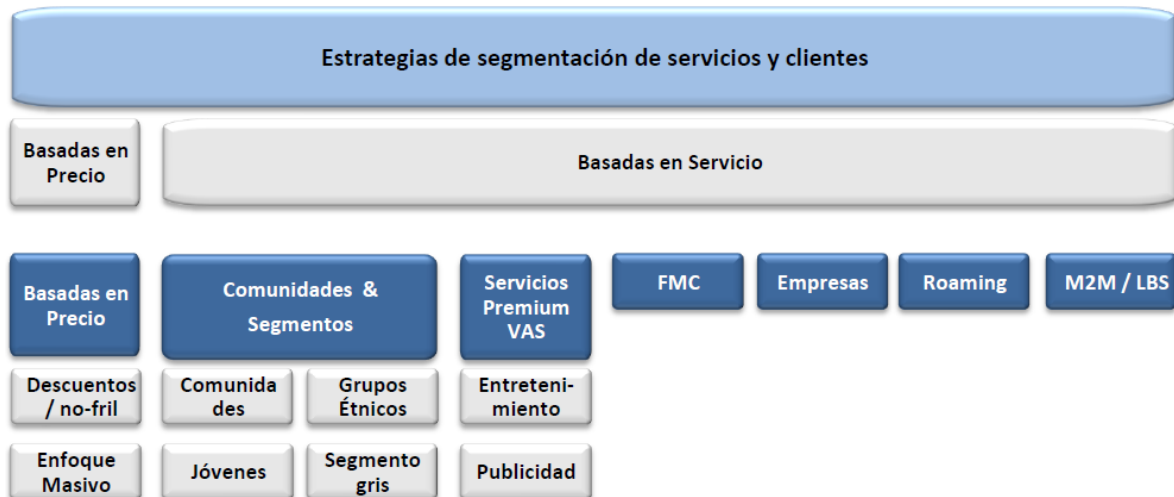 Estrategias de segmentación de servicios y clientes
Basadas en
Precio
Basadas en Servicio
Basadas en
Precio
Comunidades &
Segmentos
Servicios
Premium
VAS
FMC
Empresas
Roaming
M2M / LBS
Descuentos
/ no-fril
Comunida
des
Grupos
Étnicos
Entreteni-
miento
Enfoque
Masivo
Jóvenes
Segmento
gris
Publicidad